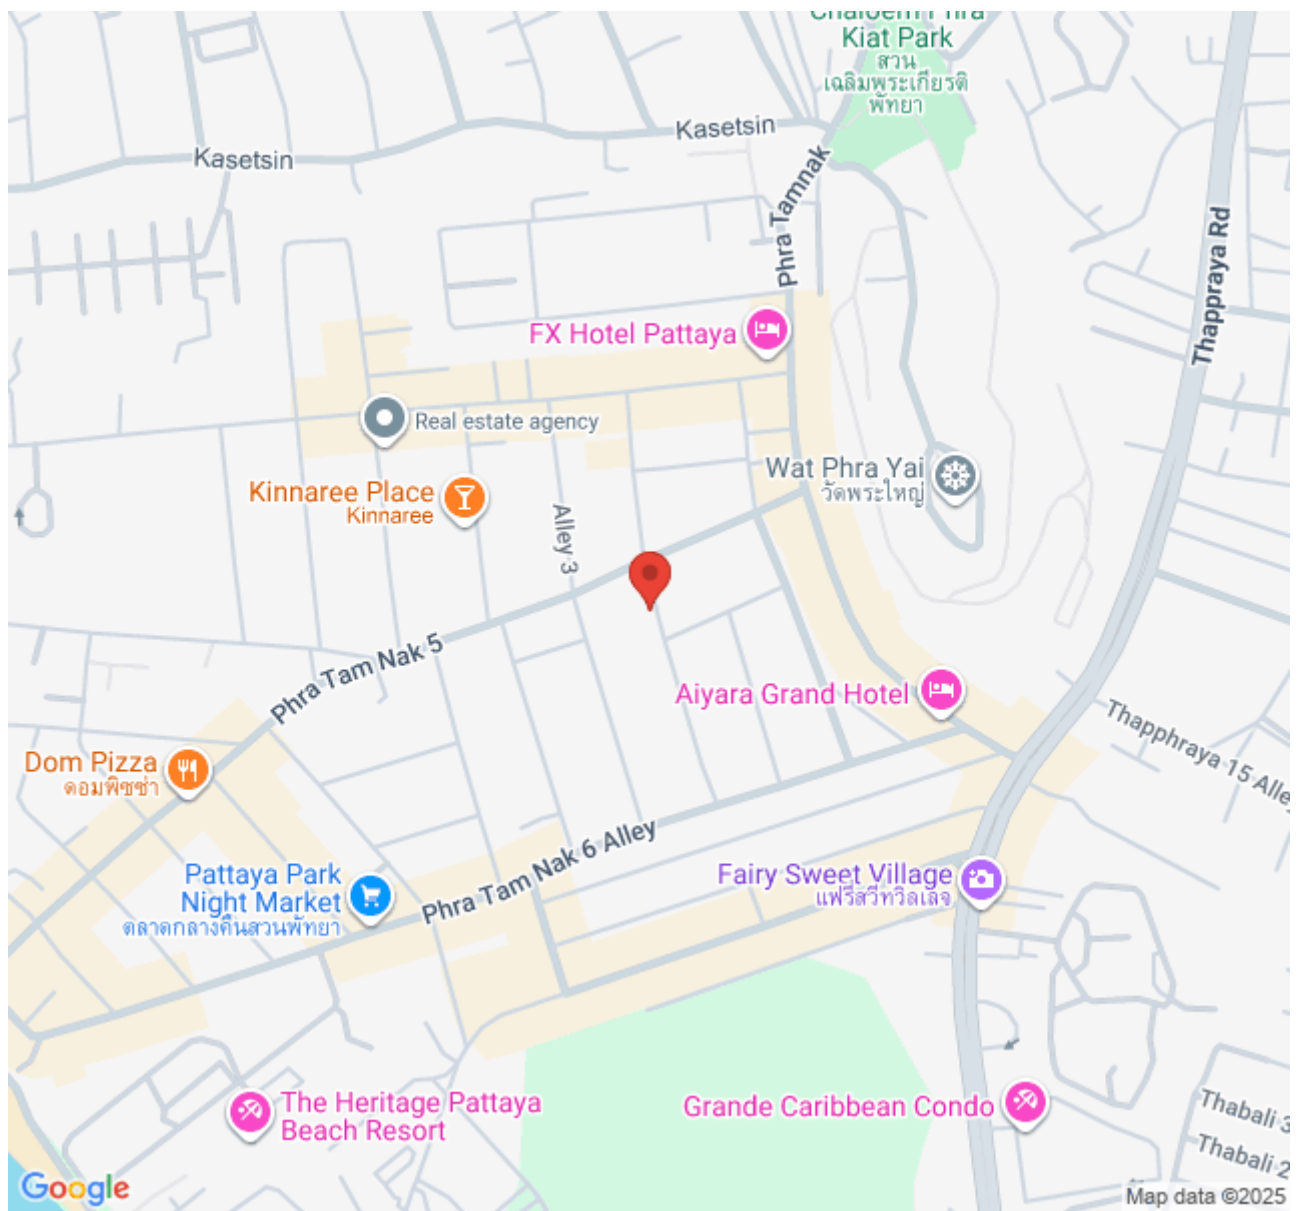 Chaloem Phra
Kiat Park
สวน
เฉลิมพระเกียรติ
พัทยา
Kasetsin
Kasetsin
Phra Tamnak
Thappraya Rd
FX Hotel Pattaya
Real estate agency
Wat Phra Yai
วัดพระใหญ่
Kinnaree Place
Kinnaree
Alley 3
Phra Tam Nak 5
Aiyara Grand Hotel
Thapphraya 15 Alley
Dom Pizza
ดอมพิซซ่า
Phra Tam Nak 6 Alley
Pattaya Park
Night Market
ตลาดกลางคืนสวนพัทยา
Fairy Sweet Village
แฟรี่สวีทวิลเลจ
The Heritage Pattaya
Beach Resort
Grande Caribbean Condo
Thabali 3
Thabali 2
Google
Map data ©2025